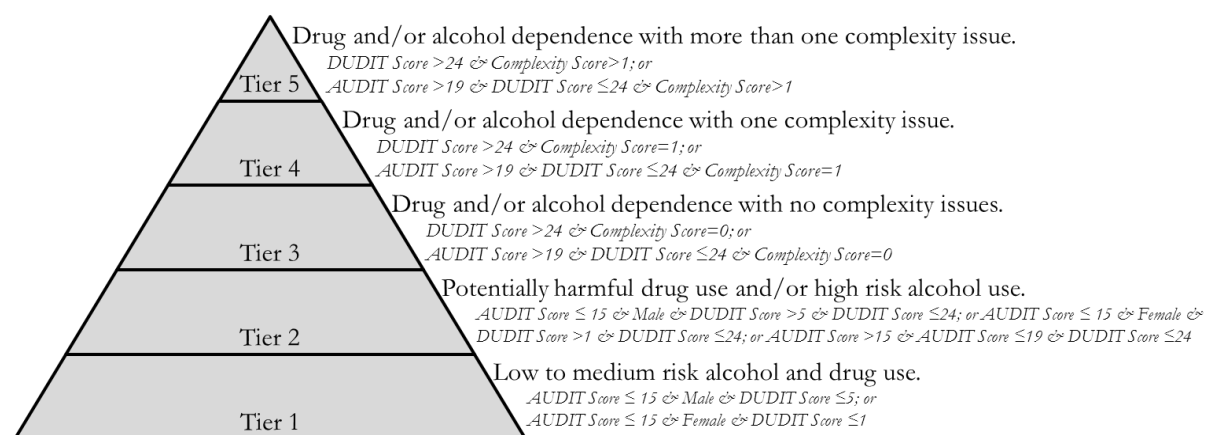 Drug and/or alcohol dependence with more than one complexity issue.
DUDIT Score >24 & Complexity Score>1; or
Tier 5
AUDIT Score >19 & DUDIT Score ≤24 & Complexity Score>1
Drug and/or alcohol dependence with one complexity issue.
DUDIT Score >24 & Complexity Score=1; or
Tier 4
AUDIT Score >19 & DUDIT Score ≤24 & Complexity Score=1
Drug and/or alcohol dependence with no complexity issues.
DUDIT Score >24 & Complexity Score=0; or
Tier 3
AUDIT Score >19 & DUDIT Score ≤24 & Complexity Score=0
Potentially harmful drug use and/or high risk alcohol use.
AUDIT Score ≤ 15 & Male & DUDIT Score >5 & DUDIT Score ≤24; or AUDIT Score ≤ 15 & Female &
Tier 2
DUDIT Score >1 & DUDIT Score ≤24; or AUDIT Score >15 & AUDIT Score ≤19 & DUDIT Score ≤24
Low to medium risk alcohol and drug use.
AUDIT Score ≤ 15 & Male & DUDIT Score ≤5; or
Tier 1
AUDIT Score ≤ 15 & Female & DUDIT Score ≤1